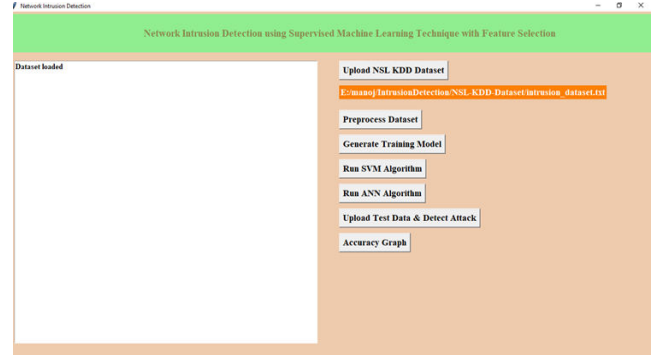 Network Intrusion Detection
Network Intrusion Detection using Supervised Machine Learning Technique with Feature Selection
Dataset loaded
Upload NSL KDD Dataset
E:/manoj/IntrusionDetection/NSL-KDD-Dataset/intrusion_dataset.txt
Preprocess Dataset
Generate Training Model
Run SVM Algorithm
Run ANN Algorithm
Upload Test Data & Detect Attack
Accuracy Graph